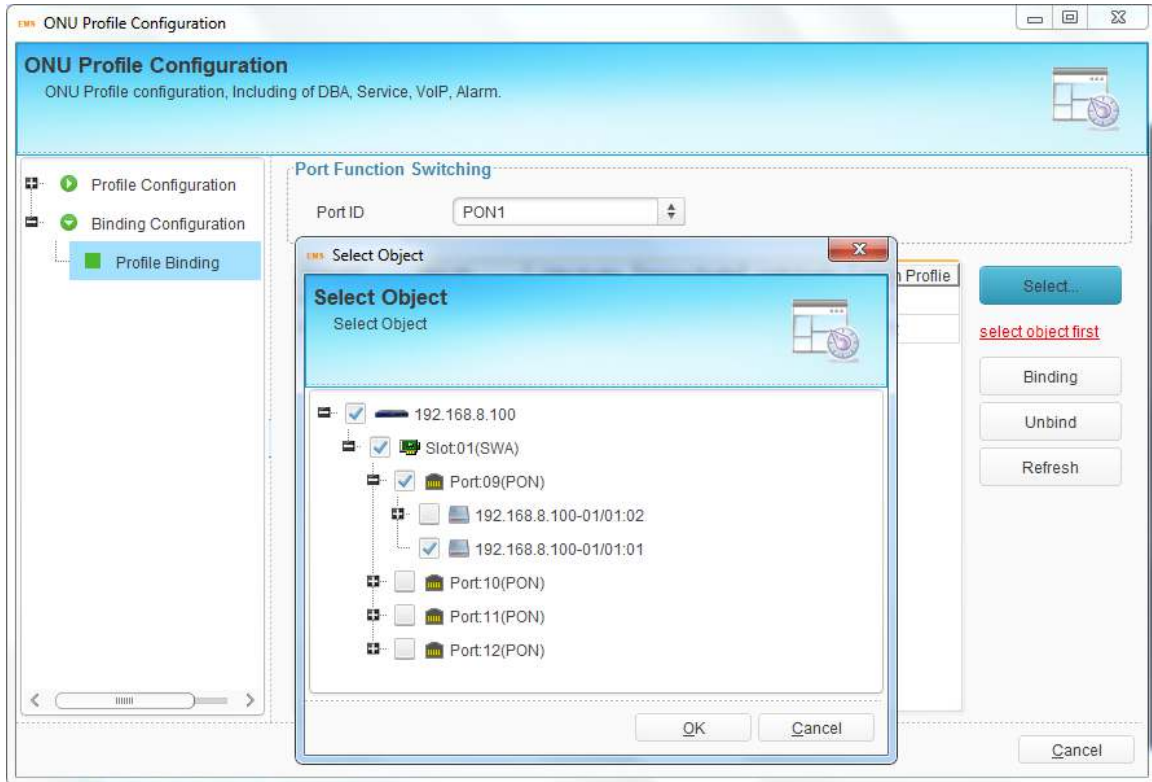 EMS ONU Profile Configuration
ONU Profile Configuration
ONU Profile configuration, Including of DBA, Service, VoIP, Alarm.
Profile Configuration
Binding Configuration
Profile Binding
Port Function Switching
Port ID PON1
EMS Select Object
Select Object
Select Object
192.168.8.100
Slot:01(SWA)
Port:09(PON)
192.168.8.100-01/01:02
192.168.8.100-01/01:01
Port:10(PON)
Port:11(PON)
Port:12(PON)
OK Cancel
Proflie
Select...
select object first
Binding
Unbind
Refresh
Cancel